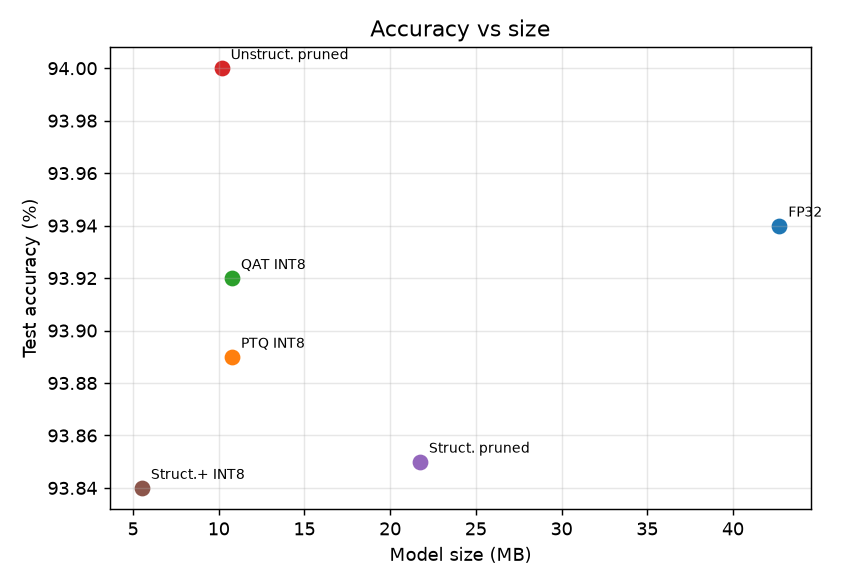 Accuracy vs size
Unstruct. pruned
FP32
QAT INT8
PTQ INT8
Struct. pruned
Struct.+ INT8
94.00
93.98
93.96
93.94
93.92
93.90
93.88
93.86
93.84
Test accuracy (%)
5 10 15 20 25 30 35 40
Model size (MB)